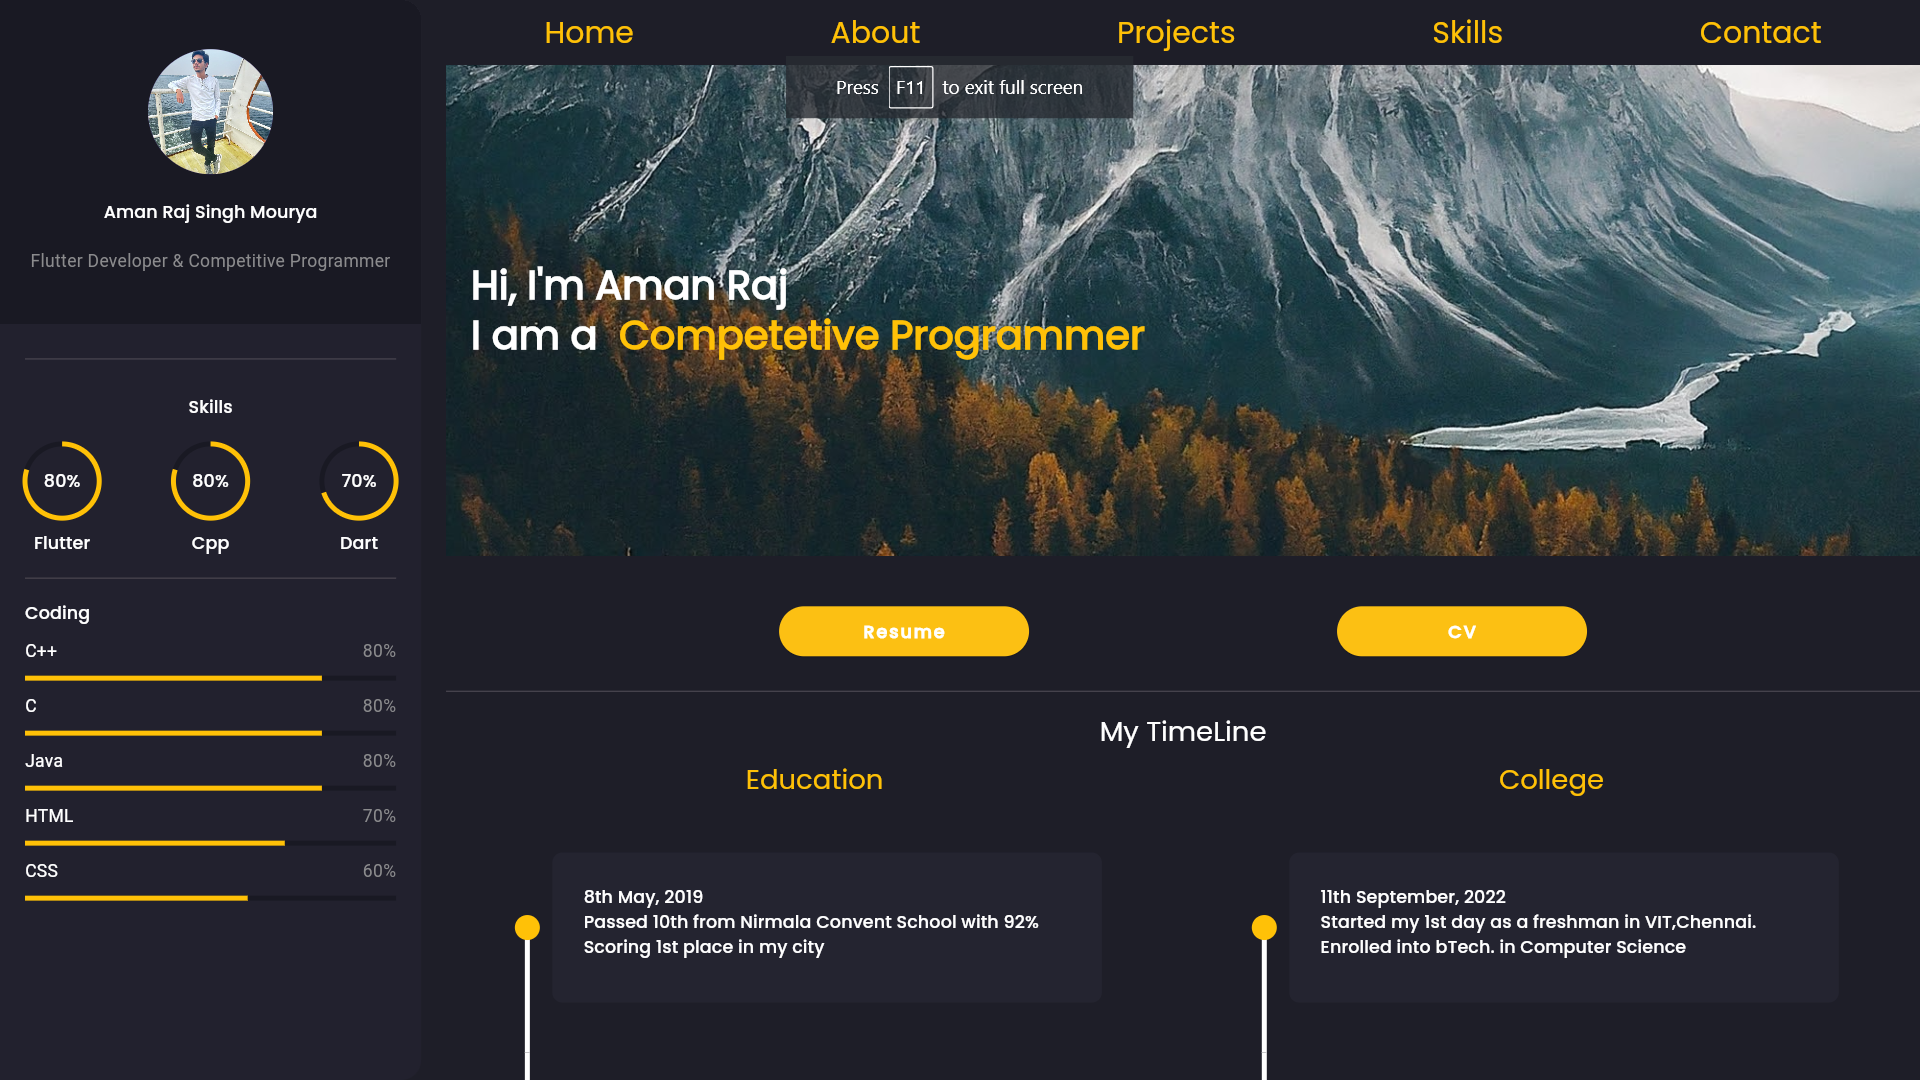 Home
About
Projects
Skills
Contact
Press F11 to exit full screen
Aman Raj Singh Mourya
Flutter Developer & Competitive Programmer
Skills
80%
80%
70%
Flutter
Cpp
Dart
Coding
C++ 80%
C 80%
Java 80%
HTML 70%
CSS 60%
Hi, I'm Aman Raj
I am a Competetive Programmer
Resume
CV
My TimeLine
Education
8th May, 2019
Passed 10th from Nirmala Convent School with 92%
Scoring 1st place in my city
College
11th September, 2022
Started my 1st day as a freshman in VIT,Chennai.
Enrolled into bTech. in Computer Science